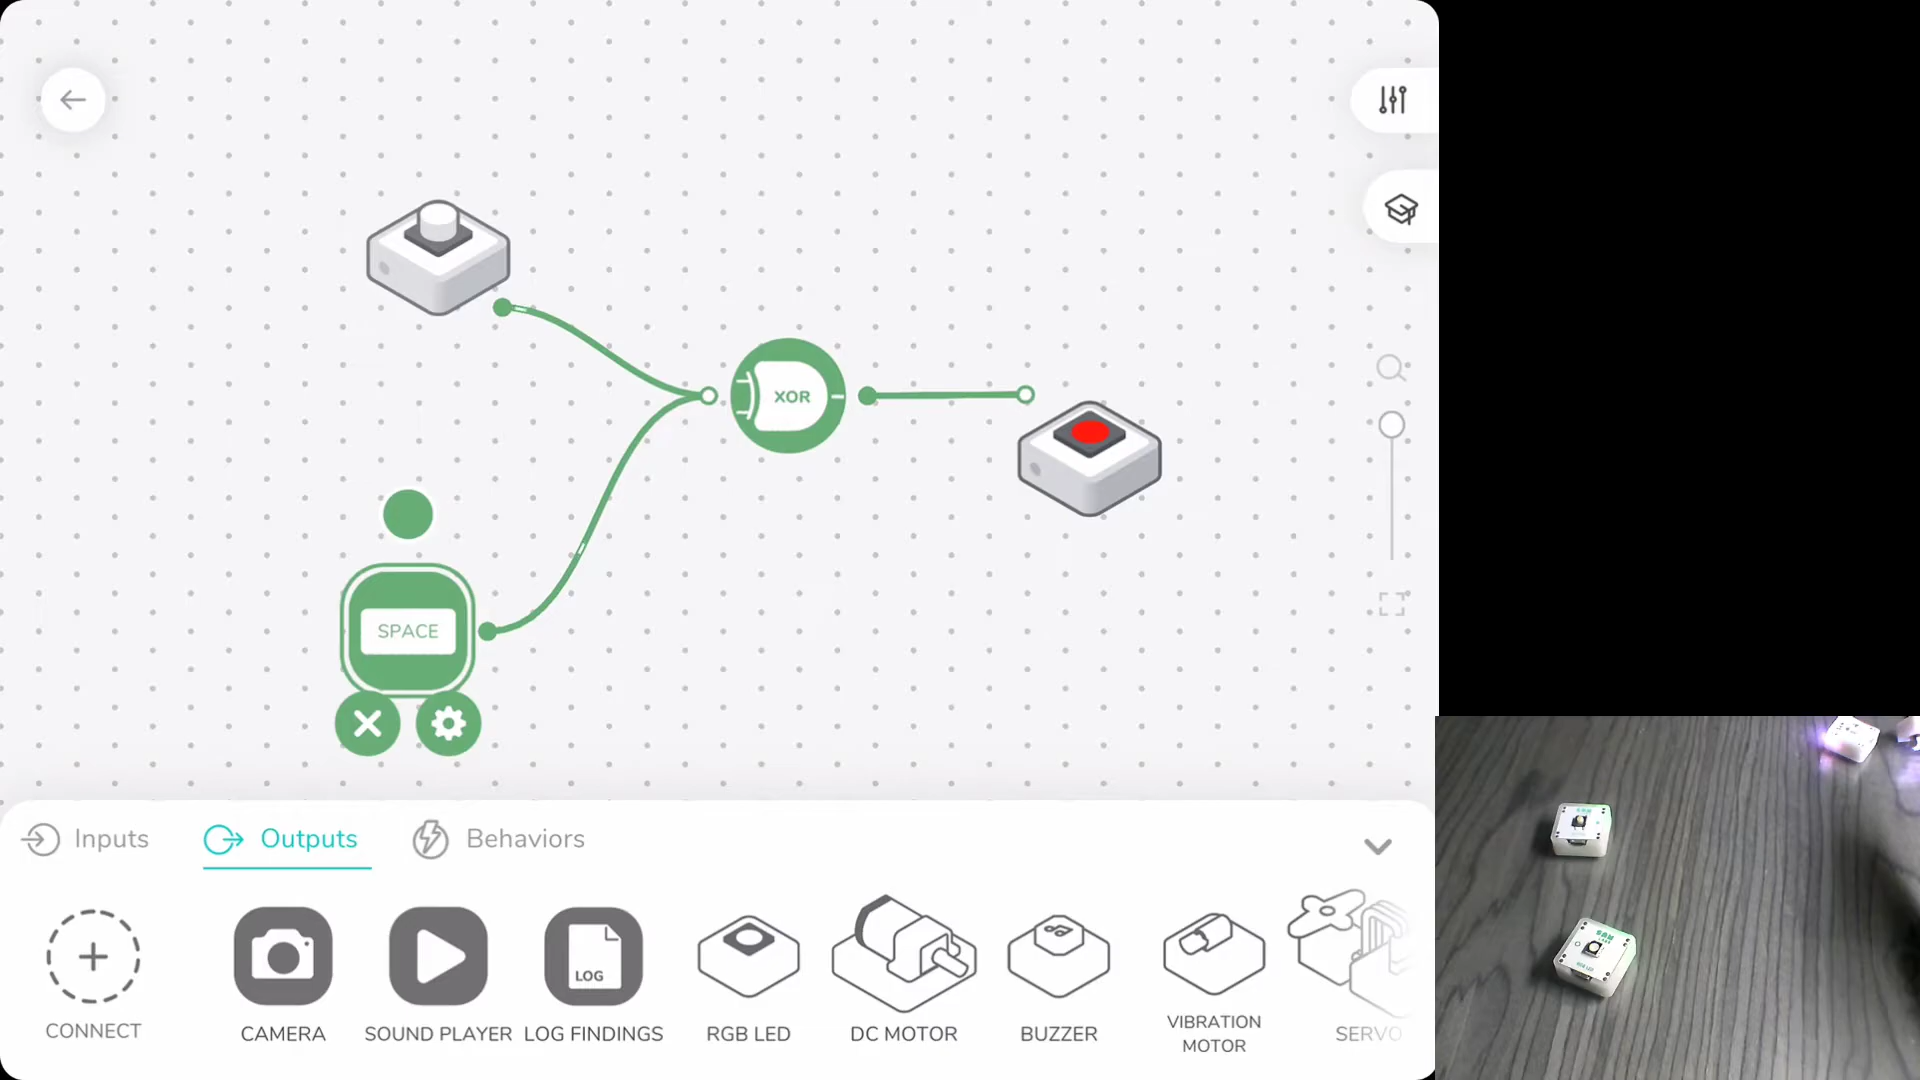 XOR
SPACE
Inputs
Outputs
Behaviors
CONNECT
CAMERA
SOUND PLAYER
LOG
LOG FINDINGS
RGB LED
DC MOTOR
BUZZER
VIBRATION
MOTOR
SERVO
SAM